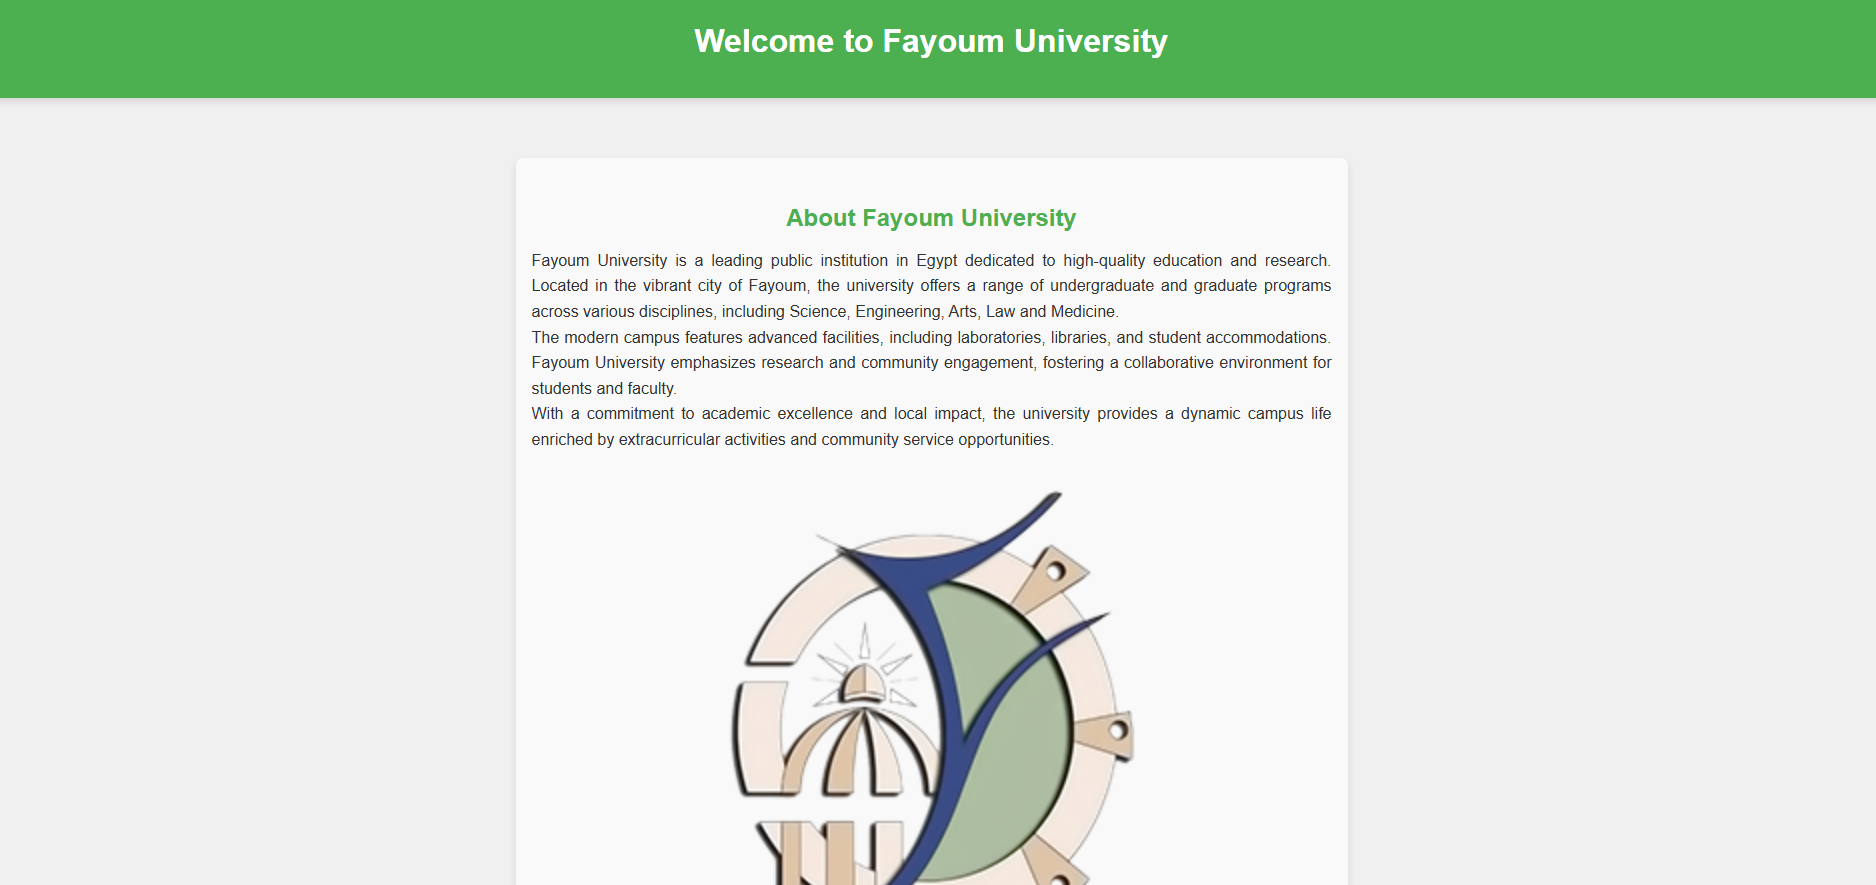 Welcome to Fayoum University
About Fayoum University
Fayoum University is a leading public institution in Egypt dedicated to high-quality education and research.
Located in the vibrant city of Fayoum, the university offers a range of undergraduate and graduate programs
across various disciplines, including Science, Engineering, Arts, Law and Medicine.
The modern campus features advanced facilities, including laboratories, libraries, and student accommodations.
Fayoum University emphasizes research and community engagement, fostering a collaborative environment for
students and faculty.
With a commitment to academic excellence and local impact, the university provides a dynamic campus life
enriched by extracurricular activities and community service opportunities.